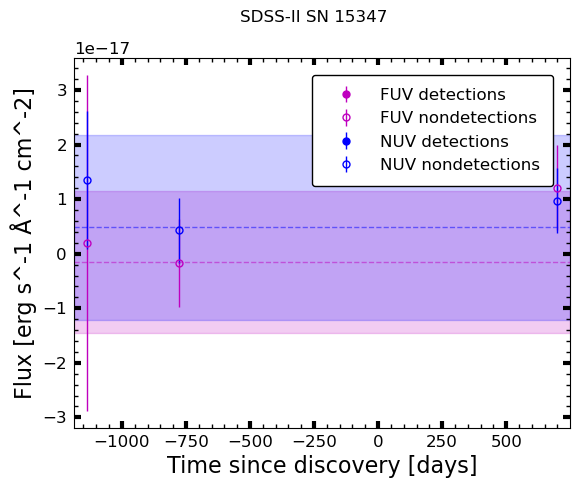 SDSS-II SN 15347
1e−17
FUV detections
FUV nondetections
NUV detections
NUV nondetections
3
2
1
0
−1
−2
−3
Flux [erg s^-1 Å^-1 cm^-2]
−1000 −750 −500 −250 0 250 500
Time since discovery [days]